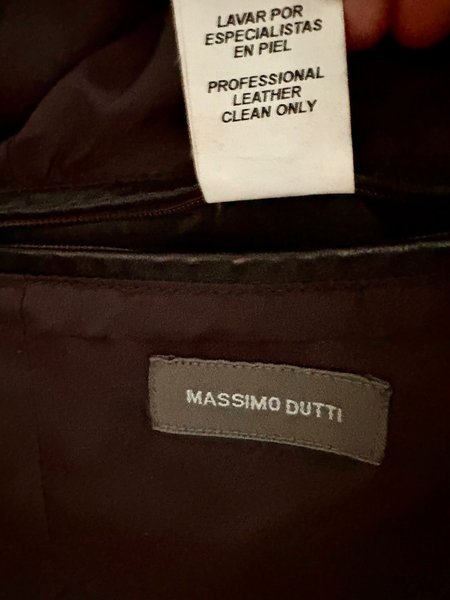 LAVAR POR
ESPECIALISTAS
EN PIEL
PROFESSIONAL
LEATHER
CLEAN ONLY
MASSIMO DUTTI